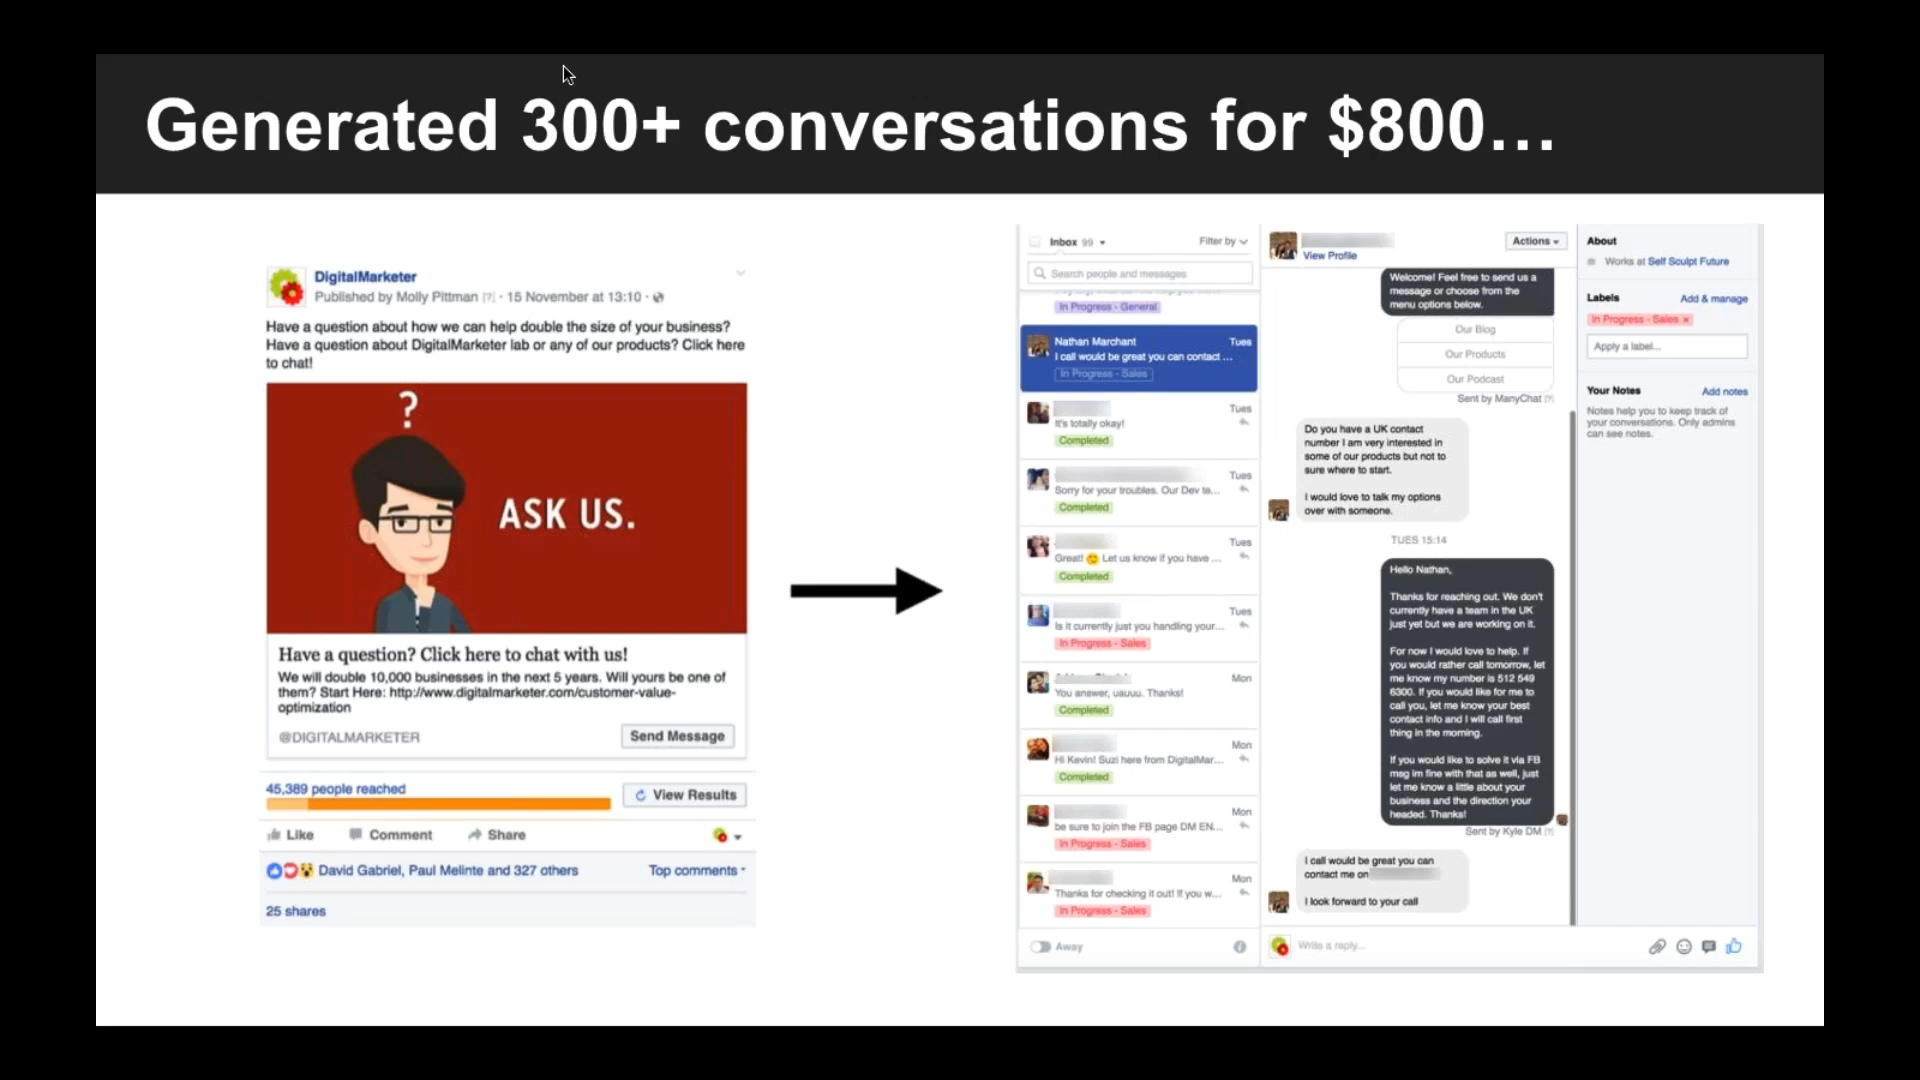 Generated 300+ conversations for $800…
DigitalMarketer
Published by Molly Pittman [?] · 15 November at 13:10 ·
Have a question about how we can help double the size of your business?
Have a question about DigitalMarketer lab or any of our products? Click here
to chat!
?
ASK US.
Have a question? Click here to chat with us!
We will double 10,000 businesses in the next 5 years. Will yours be one of
them? Start Here: http://www.digitalmarketer.com/customer-value-
optimization
@DIGITALMARKETER
Send Message
45,389 people reached
View Results
Like Comment Share
David Gabriel, Paul Melinte and 327 others
Top comments
25 shares
Inbox 99
Filter by
Search people and messages
In Progress - General
Nathan Marchant Tues
I call would be great you can contact ...
In Progress - Sales
Tues
It's totally okay!
Completed
Tues
Sorry for your troubles. Our Dev te...
Completed
Tues
Great! Let us know if you have ...
Completed
Tues
Is it currently just you handling your...
In Progress - Sales
Mon
You answer, uauuu. Thanks!
Completed
Mon
Hi Kevin! Suzi here from DigitalMar...
Completed
Mon
be sure to join the FB page DM EN...
In Progress - Sales
Mon
Thanks for checking it out! If you w...
In Progress - Sales
Away
View Profile
Actions
Welcome! Feel free to send us a
message or choose from the
menu options below.
Our Blog
Our Products
Our Podcast
Sent by ManyChat [?]
Do you have a UK contact
number I am very interested in
some of our products but not to
sure where to start.
I would love to talk my options
over with someone.
TUES 15:14
Hello Nathan,
Thanks for reaching out. We don't
currently have a team in the UK
just yet but we are working on it.
For now I would love to help. If
you would rather call tomorrow, let
me know my number is 512 549
6300. If you would like for me to
call you, let me know your best
contact info and I will call first
thing in the morning.
If you would like to solve it via FB
msg im fine with that as well, just
let me know a little about your
business and the direction your
headed. Thanks!
Sent by Kyle DM [?]
I call would be great you can
contact me on
I look forward to your call
Write a reply...
About
Works at Self Sculpt Future
Labels Add & manage
In Progress - Sales ×
Apply a label...
Your Notes Add notes
Notes help you to keep track of
your conversations. Only admins
can see notes.